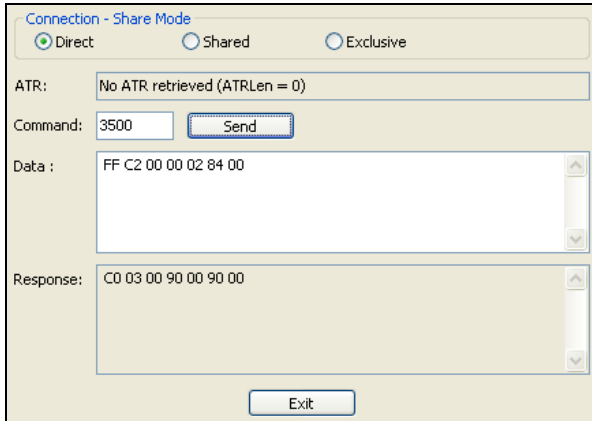 Connection - Share Mode
Direct Shared Exclusive
ATR: No ATR retrieved (ATRLen = 0)
Command: 3500 Send
Data : FF C2 00 00 02 84 00
Response: C0 03 00 90 00 90 00
Exit